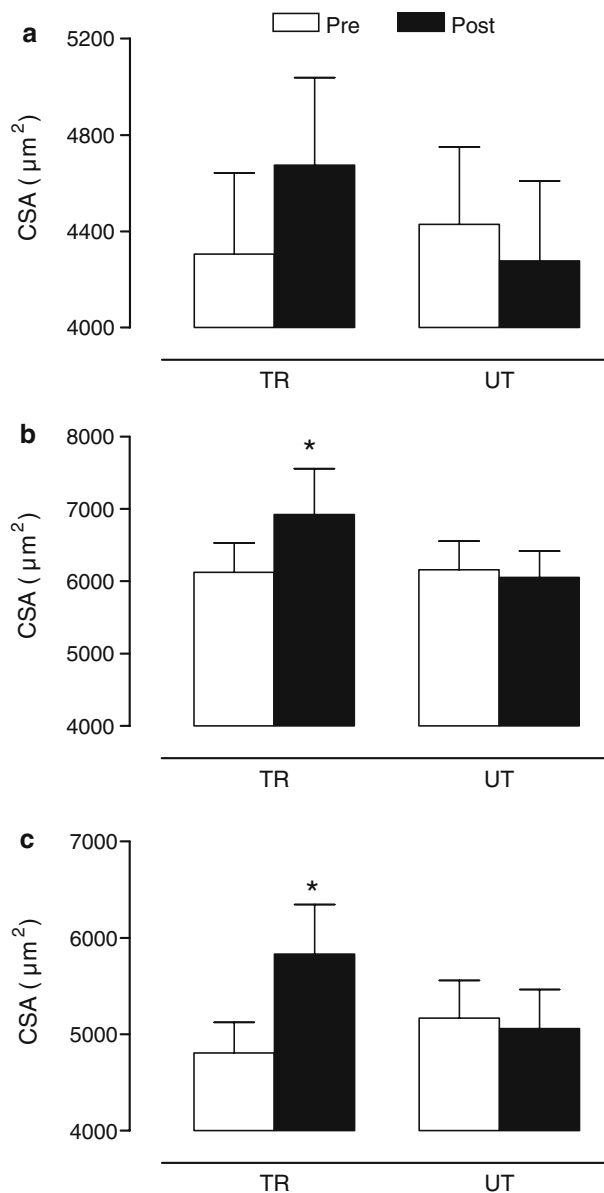 a
Pre Post
5200
4800
4400
4000
CSA ( µm²)
TR UT
b
8000
7000
6000
5000
4000
CSA ( µm²)
*
TR UT
c
7000
6000
5000
4000
CSA ( µm²)
*
TR UT